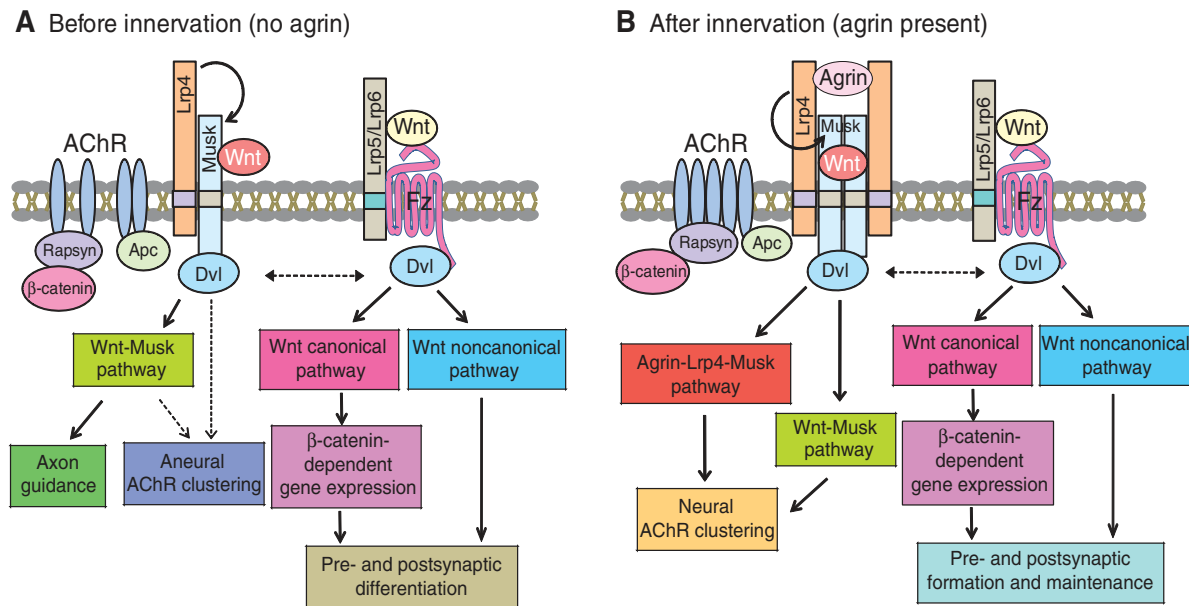 A Before innervation (no agrin)
Lrp4
Musk
Wnt
AChR
Rapsyn
Apc
β-catenin
Dvl
Lrp5/Lrp6
Wnt
Fz
Dvl
Wnt-Musk
pathway
Wnt canonical
pathway
Wnt noncanonical
pathway
Axon
guidance
Aneural
AChR clustering
β-catenin-
dependent
gene expression
Pre- and postsynaptic
differentiation
B After innervation (agrin present)
Agrin
Lrp4
Musk
Wnt
AChR
Rapsyn
Apc
β-catenin
Dvl
Lrp5/Lrp6
Wnt
Fz
Dvl
Agrin-Lrp4-Musk
pathway
Wnt-Musk
pathway
Wnt canonical
pathway
Wnt noncanonical
pathway
β-catenin-
dependent
gene expression
Neural
AChR clustering
Pre- and postsynaptic
formation and maintenance